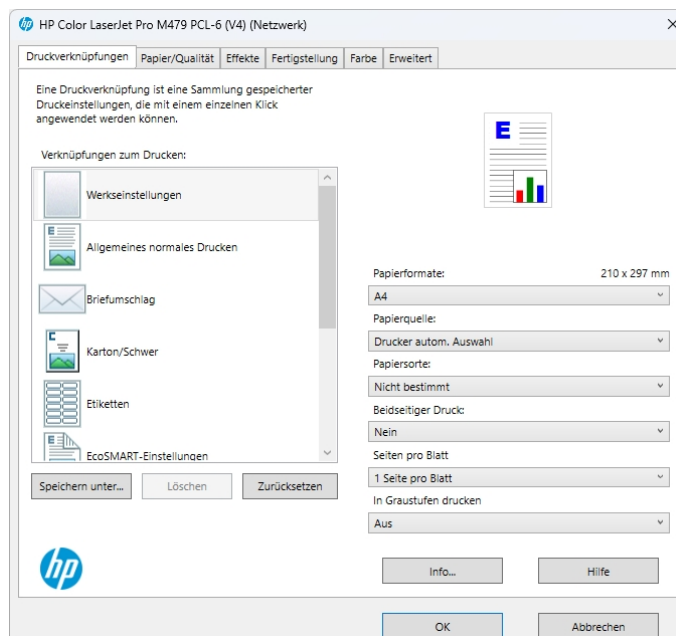 HP Color LaserJet Pro M479 PCL-6 (V4) (Netzwerk)
Druckverknüpfungen Papier/Qualität Effekte Fertigstellung Farbe Erweitert
Eine Druckverknüpfung ist eine Sammlung gespeicherter
Druckeinstellungen, die mit einem einzelnen Klick
angewendet werden können.
E
Verknüpfungen zum Drucken:
Werkseinstellungen
Allgemeines normales Drucken
Briefumschlag
Karton/Schwer
Etiketten
EcoSMART-Einstellungen
Speichern unter... Löschen Zurücksetzen
Papierformate: 210 x 297 mm
A4
Papierquelle:
Drucker autom. Auswahl
Papiersorte:
Nicht bestimmt
Beidseitiger Druck:
Nein
Seiten pro Blatt
1 Seite pro Blatt
In Graustufen drucken
Aus
hp
Info... Hilfe
OK Abbrechen